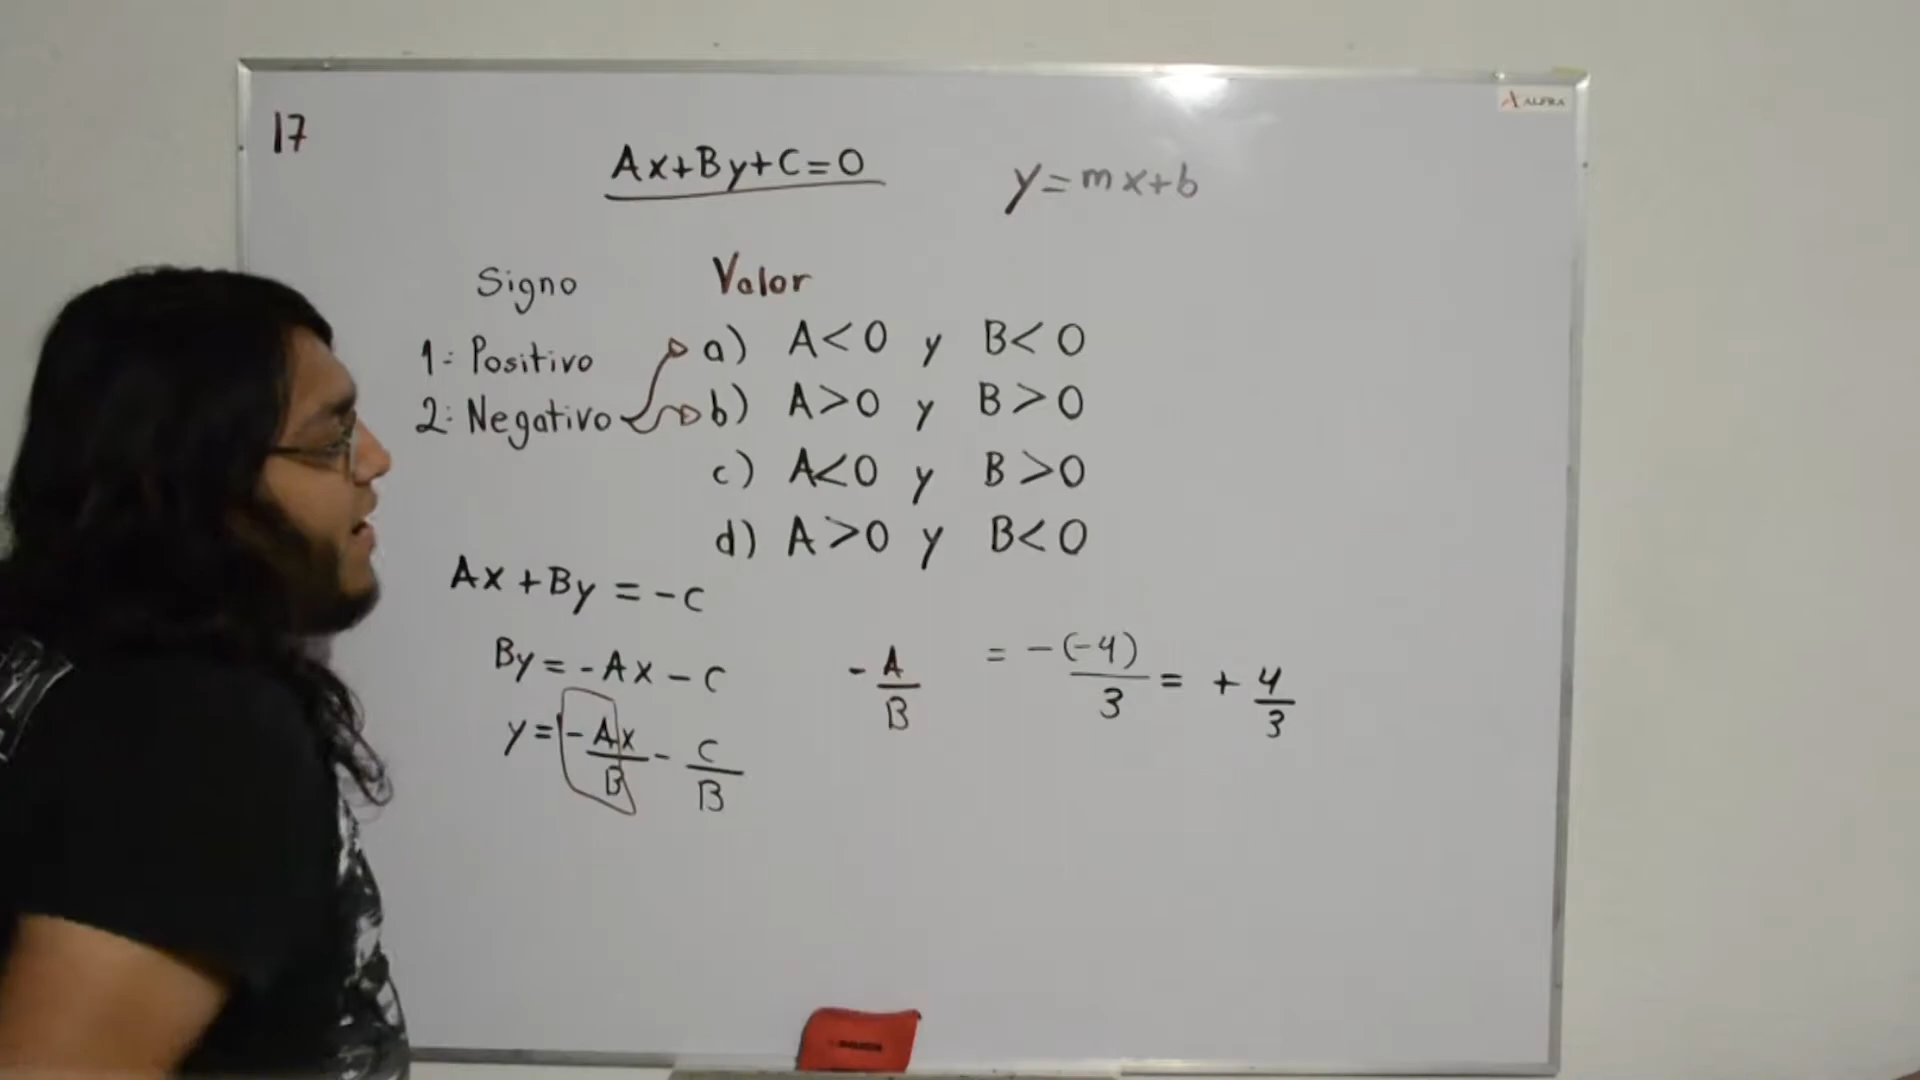 17
Ax+By+C=0
y=mx+b
ALFRA
Signo Valor
1: Positivo a) A<0 y B<0
2: Negativo b) A>0 y B>0
c) A<0 y B>0
d) A>0 y B<0
Ax+By=-C
By=-Ax-C
y=-Ax/B - C/B
-A/B = -(-4)/3 = +4/3